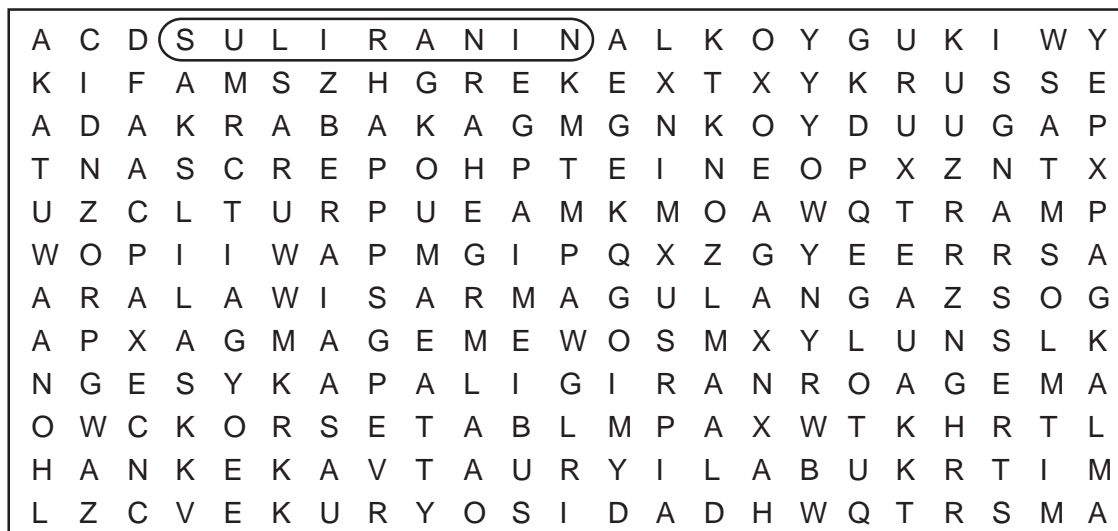 A C D S U L I R A N I N A L K O Y G U K I W Y
K I F A M S Z H G R E K E X T X Y K R U S S E
A D A K R A B A K A G M G N K O Y D U U G A P
T N A S C R E P O H P T E I N E O P X Z N T X
U Z C L T U R P U E A M K M O A W Q T R A M P
W O P I I W A P M G I P Q X Z G Y E E R R S A
A R A L A W I S A R M A G U L A N G A Z S O G
A P X A G M A G E M E W O S M X Y L U N S L K
N G E S Y K A P A L I G I R A N R O A G E M A
O W C K O R S E T A B L M P A X W T K H R T L
H A N K E K A V T A U R Y I L A B U K R T I M
L Z C V E K U R Y O S I D A D H W Q T R S M A